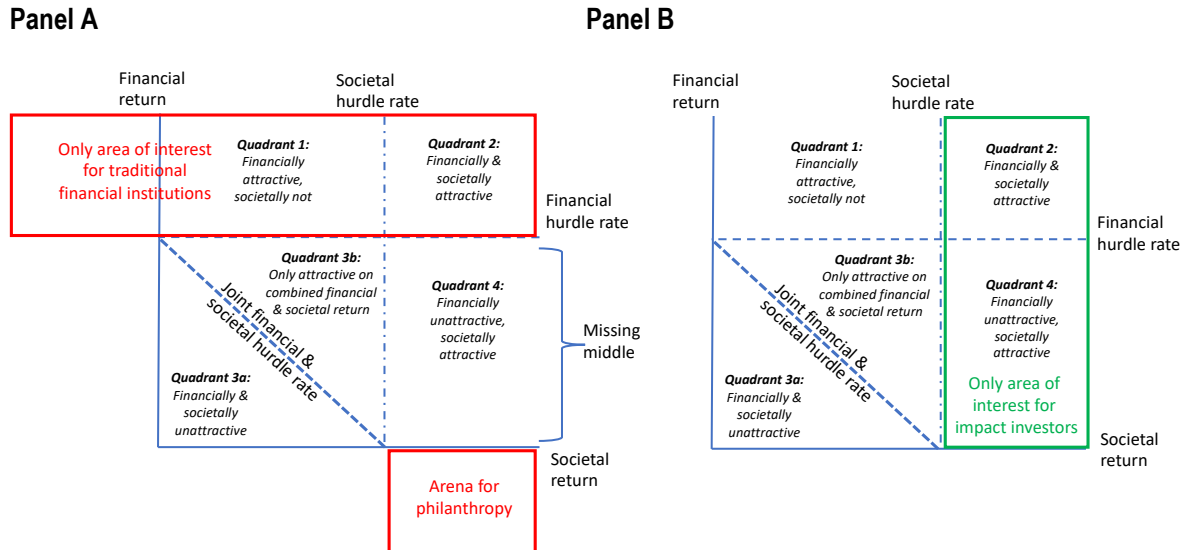 Panel A
Financial
return
Societal
hurdle rate
Only area of interest
for traditional
financial institutions
Quadrant 1:
Financially
attractive,
societally not
Quadrant 2:
Financially &
societally
attractive
Financial
hurdle rate
Quadrant 3b:
Only attractive on
combined financial
& societal return
Joint financial &
societal hurdle rate
Quadrant 4:
Financially
unattractive,
societally
attractive
Missing
middle
Quadrant 3a:
Financially &
societally
unattractive
Societal
return
Arena for
philanthropy
Panel B
Financial
return
Societal
hurdle rate
Quadrant 1:
Financially
attractive,
societally not
Quadrant 2:
Financially &
societally
attractive
Financial
hurdle rate
Quadrant 3b:
Only attractive on
combined financial
& societal return
Joint financial &
societal hurdle rate
Quadrant 4:
Financially
unattractive,
societally
attractive
Quadrant 3a:
Financially &
societally
unattractive
Only area of
interest for
impact investors
Societal
return